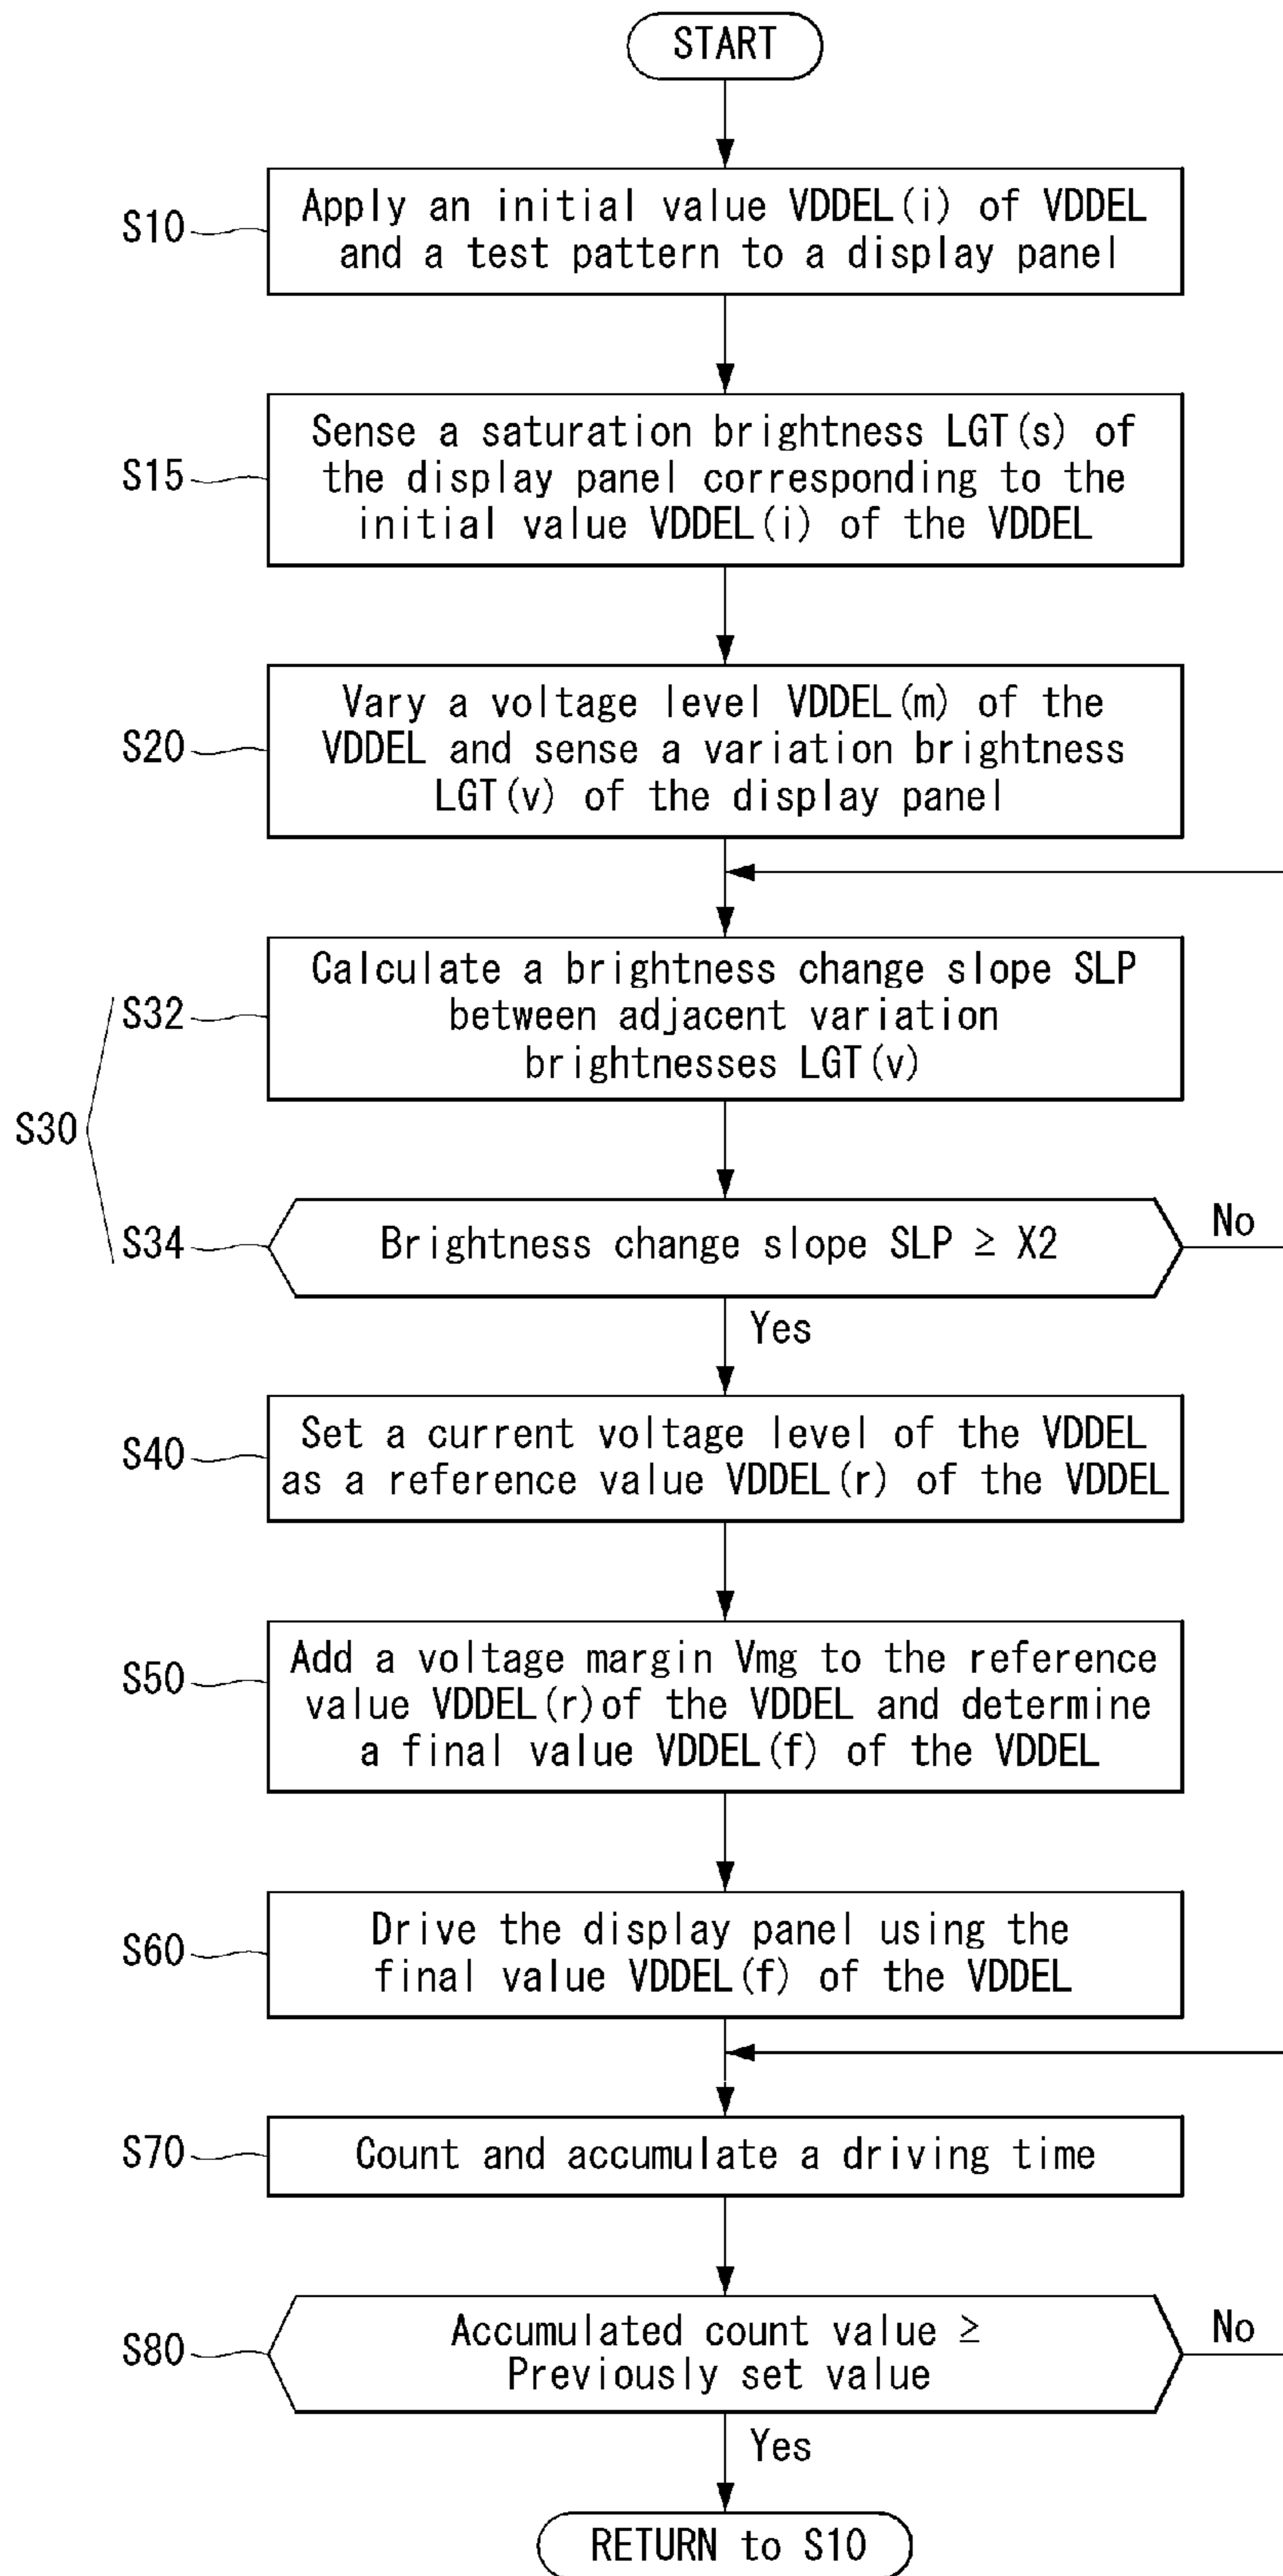 START
S10
Apply an initial value VDDEL(i) of VDDEL
and a test pattern to a display panel
S15
Sense a saturation brightness LGT(s) of
the display panel corresponding to the
initial value VDDEL(i) of the VDDEL
S20
Vary a voltage level VDDEL(m) of the
VDDEL and sense a variation brightness
LGT(v) of the display panel
S30
S32
Calculate a brightness change slope SLP
between adjacent variation
brightnesses LGT(v)
S34
Brightness change slope SLP ≥ X2
No
Yes
S40
Set a current voltage level of the VDDEL
as a reference value VDDEL(r) of the VDDEL
S50
Add a voltage margin Vmg to the reference
value VDDEL(r)of the VDDEL and determine
a final value VDDEL(f) of the VDDEL
S60
Drive the display panel using the
final value VDDEL(f) of the VDDEL
S70
Count and accumulate a driving time
S80
Accumulated count value ≥
Previously set value
No
Yes
RETURN to S10